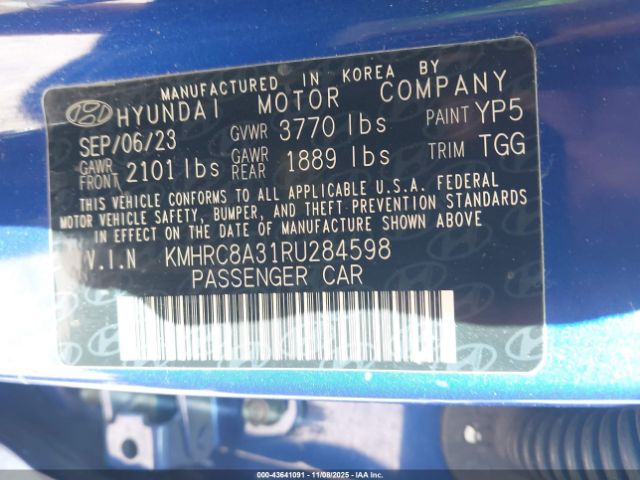 MANUFACTURED IN KOREA BY
HYUNDAI MOTOR COMPANY
SEP/06/23 GVWR 3770 lbs PAINT YP5
GAWR FRONT 2101 lbs GAWR REAR 1889 lbs TRIM TGG
THIS VEHICLE CONFORMS TO ALL APPLICABLE U.S.A. FEDERAL
MOTOR VEHICLE SAFETY, BUMPER, AND THEFT PREVENTION STANDARDS
IN EFFECT ON THE DATE OF MANUFACTURE SHOWN ABOVE
V.I.N KMHRC8A31RU284598
PASSENGER CAR
00-43641091 - 11/08/2025 - IAA Inc.